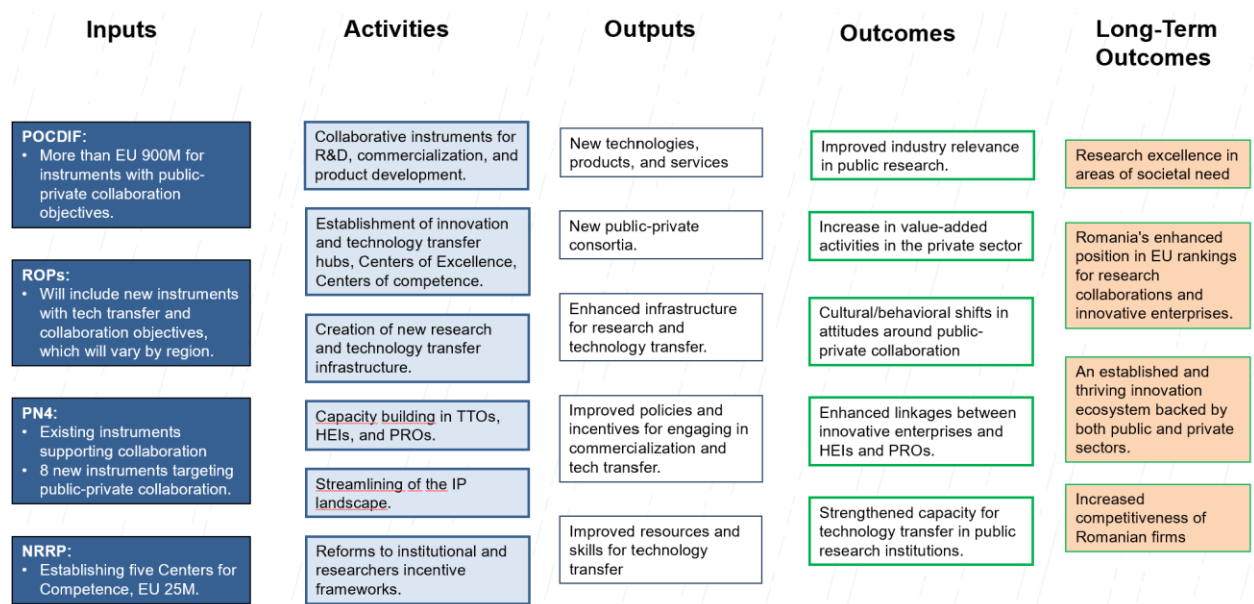 Inputs
Activities
Outputs
Outcomes
Long-Term
Outcomes
POCDIF:
• More than EU 900M for
instruments with public-
private collaboration
objectives.
ROPs:
• Will include new instruments
with tech transfer and
collaboration objectives,
which will vary by region.
PN4:
• Existing instruments
supporting collaboration
• 8 new instruments targeting
public-private collaboration.
NRRP:
• Establishing five Centers for
Competence, EU 25M.
Collaborative instruments for
R&D, commercialization, and
product development.
Establishment of innovation
and technology transfer
hubs, Centers of Excellence,
Centers of competence.
Creation of new research
and technology transfer
infrastructure.
Capacity building in TTOs,
HEIs, and PROs.
Streamlining of the IP
landscape.
Reforms to institutional and
researchers incentive
frameworks.
New technologies,
products, and services
New public-private
consortia.
Enhanced infrastructure
for research and
technology transfer.
Improved policies and
incentives for engaging in
commercialization and
tech transfer.
Improved resources and
skills for technology
transfer
Improved industry relevance
in public research.
Increase in value-added
activities in the private sector
Cultural/behavioral shifts in
attitudes around public-
private collaboration
Enhanced linkages between
innovative enterprises and
HEIs and PROs.
Strengthened capacity for
technology transfer in public
research institutions.
Research excellence in
areas of societal need
Romania's enhanced
position in EU rankings
for research
collaborations and
innovative enterprises.
An established and
thriving innovation
ecosystem backed by
both public and private
sectors.
Increased
competitiveness of
Romanian firms